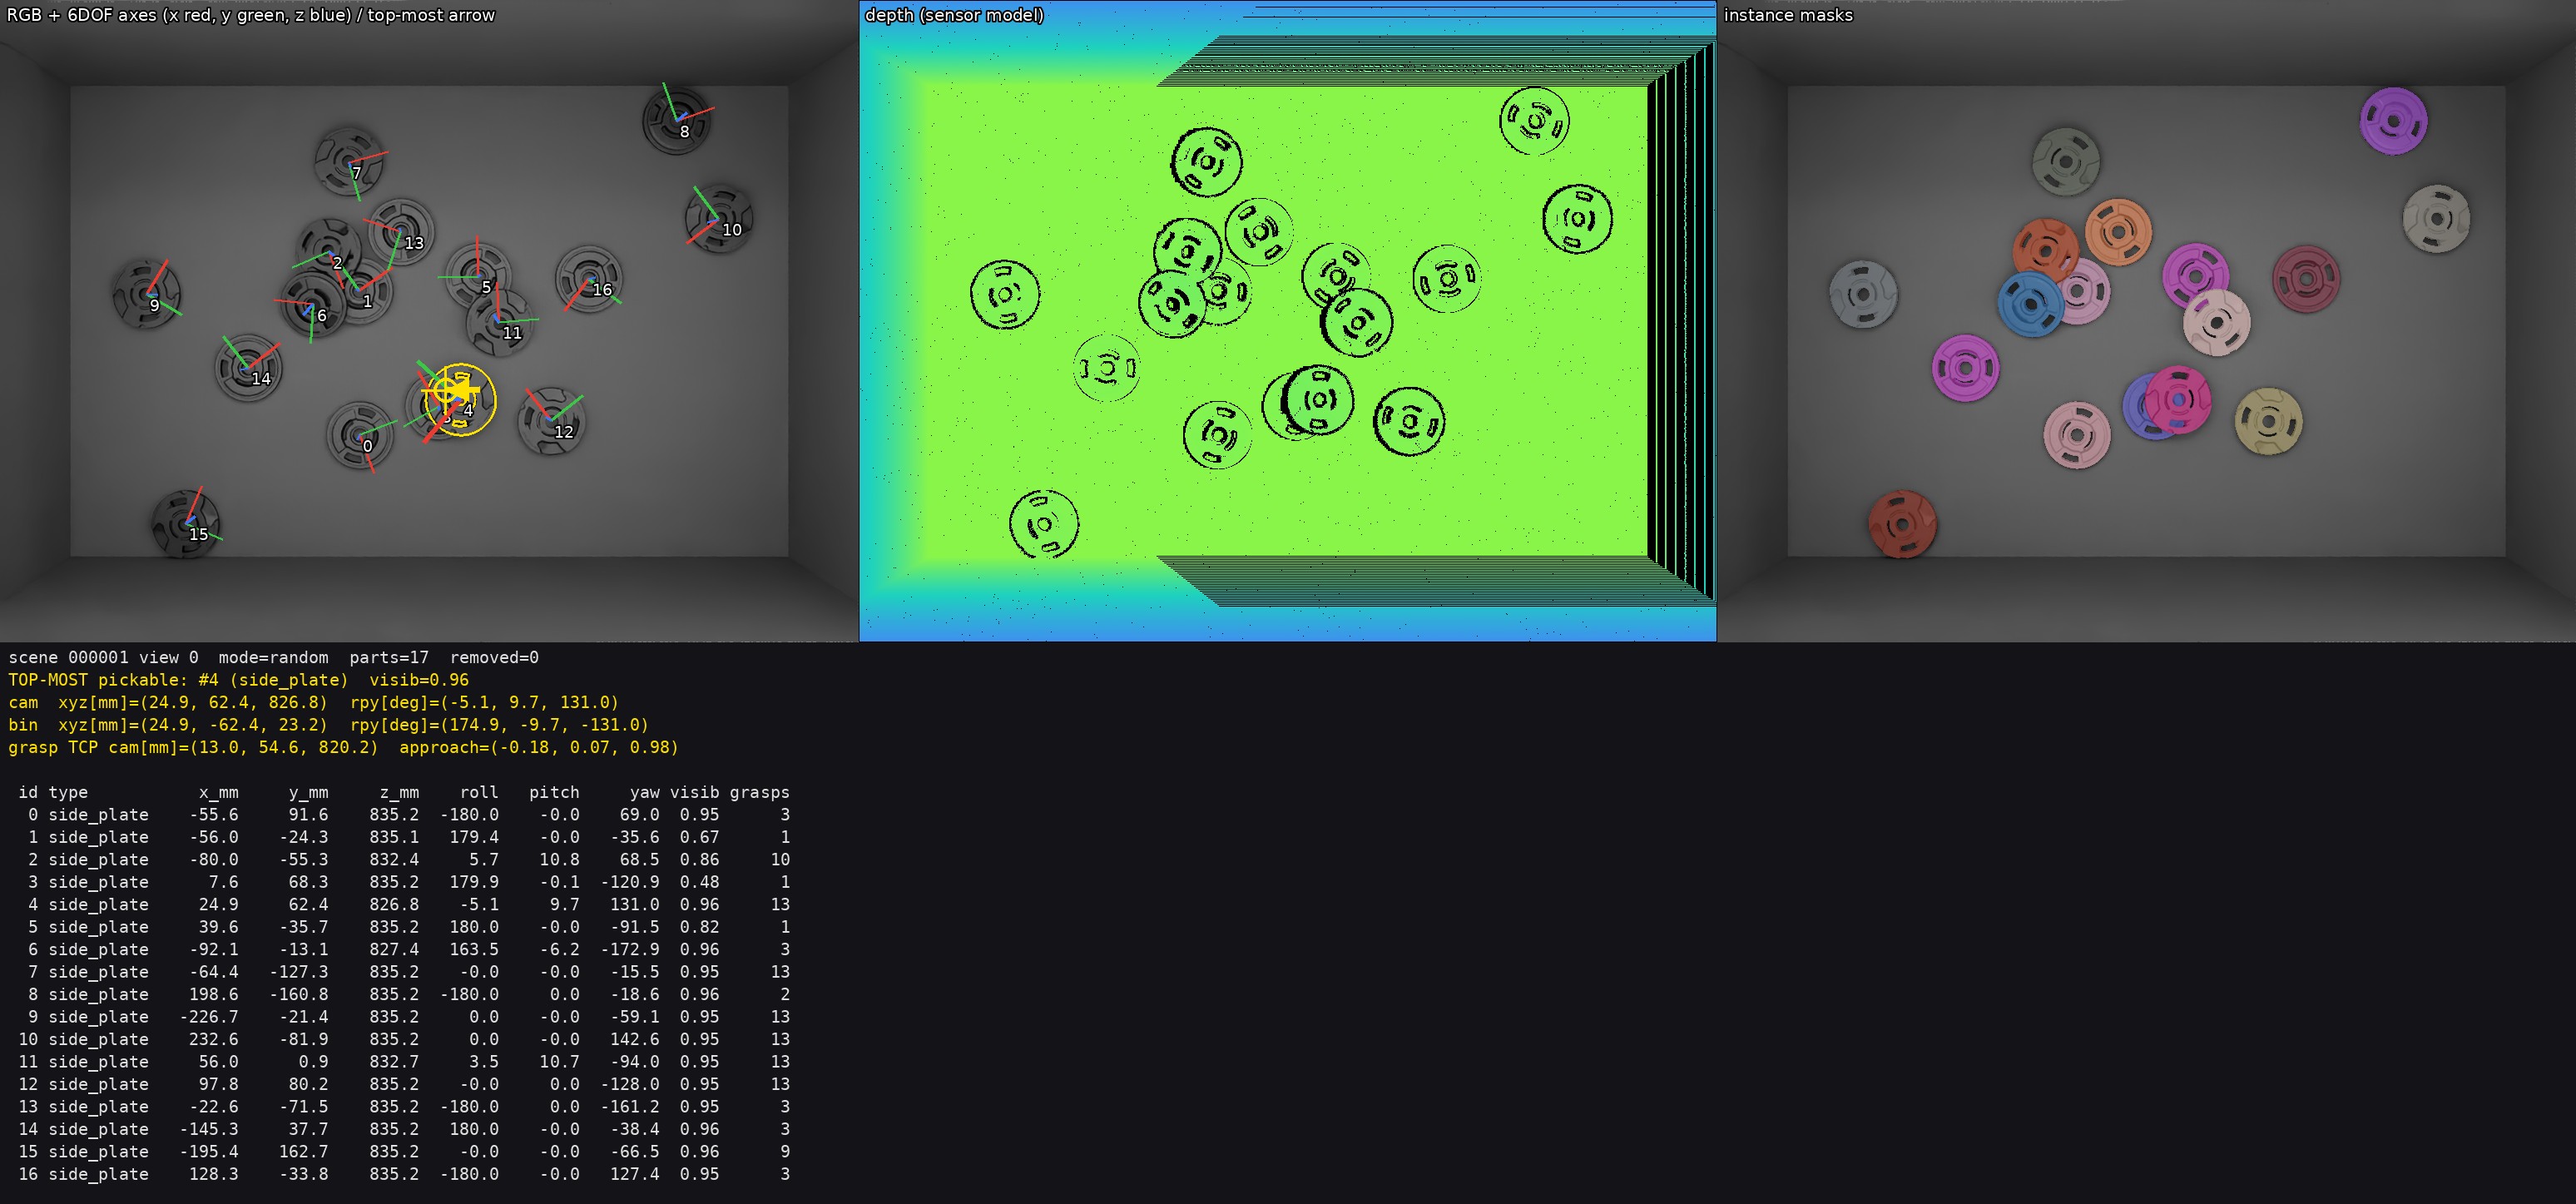 RGB + 6DOF axes (x red, y green, z blue) / top-most arrow
depth (sensor model)
instance masks
8
7
10
13
2
5
16
9
1
6
11
14
4
12
0
15
scene 000001 view 0  mode=random  parts=17  removed=0
TOP-MOST pickable: #4 (side_plate)  visib=0.96
cam  xyz[mm]=(24.9, 62.4, 826.8)  rpy[deg]=(-5.1, 9.7, 131.0)
bin  xyz[mm]=(24.9, -62.4, 23.2)  rpy[deg]=(174.9, -9.7, -131.0)
grasp TCP cam[mm]=(13.0, 54.6, 820.2)  approach=(-0.18, 0.07, 0.98)
id type x_mm y_mm z_mm roll pitch yaw visib grasps
0 side_plate -55.6 91.6 835.2 -180.0 -0.0 69.0 0.95 3
1 side_plate -56.0 -24.3 835.1 179.4 -0.0 -35.6 0.67 1
2 side_plate -80.0 -55.3 832.4 5.7 10.8 68.5 0.86 10
3 side_plate 7.6 68.3 835.2 179.9 -0.1 -120.9 0.48 1
4 side_plate 24.9 62.4 826.8 -5.1 9.7 131.0 0.96 13
5 side_plate 39.6 -35.7 835.2 180.0 -0.0 -91.5 0.82 1
6 side_plate -92.1 -13.1 827.4 163.5 -6.2 -172.9 0.96 3
7 side_plate -64.4 -127.3 835.2 -0.0 -0.0 -15.5 0.95 13
8 side_plate 198.6 -160.8 835.2 -180.0 0.0 -18.6 0.96 2
9 side_plate -226.7 -21.4 835.2 0.0 -0.0 -59.1 0.95 13
10 side_plate 232.6 -81.9 835.2 0.0 -0.0 142.6 0.95 13
11 side_plate 56.0 0.9 832.7 3.5 10.7 -94.0 0.95 13
12 side_plate 97.8 80.2 835.2 -0.0 0.0 -128.0 0.95 13
13 side_plate -22.6 -71.5 835.2 -180.0 0.0 -161.2 0.95 3
14 side_plate -145.3 37.7 835.2 180.0 -0.0 -38.4 0.96 3
15 side_plate -195.4 162.7 835.2 -0.0 -0.0 -66.5 0.96 9
16 side_plate 128.3 -33.8 835.2 -180.0 -0.0 127.4 0.95 3